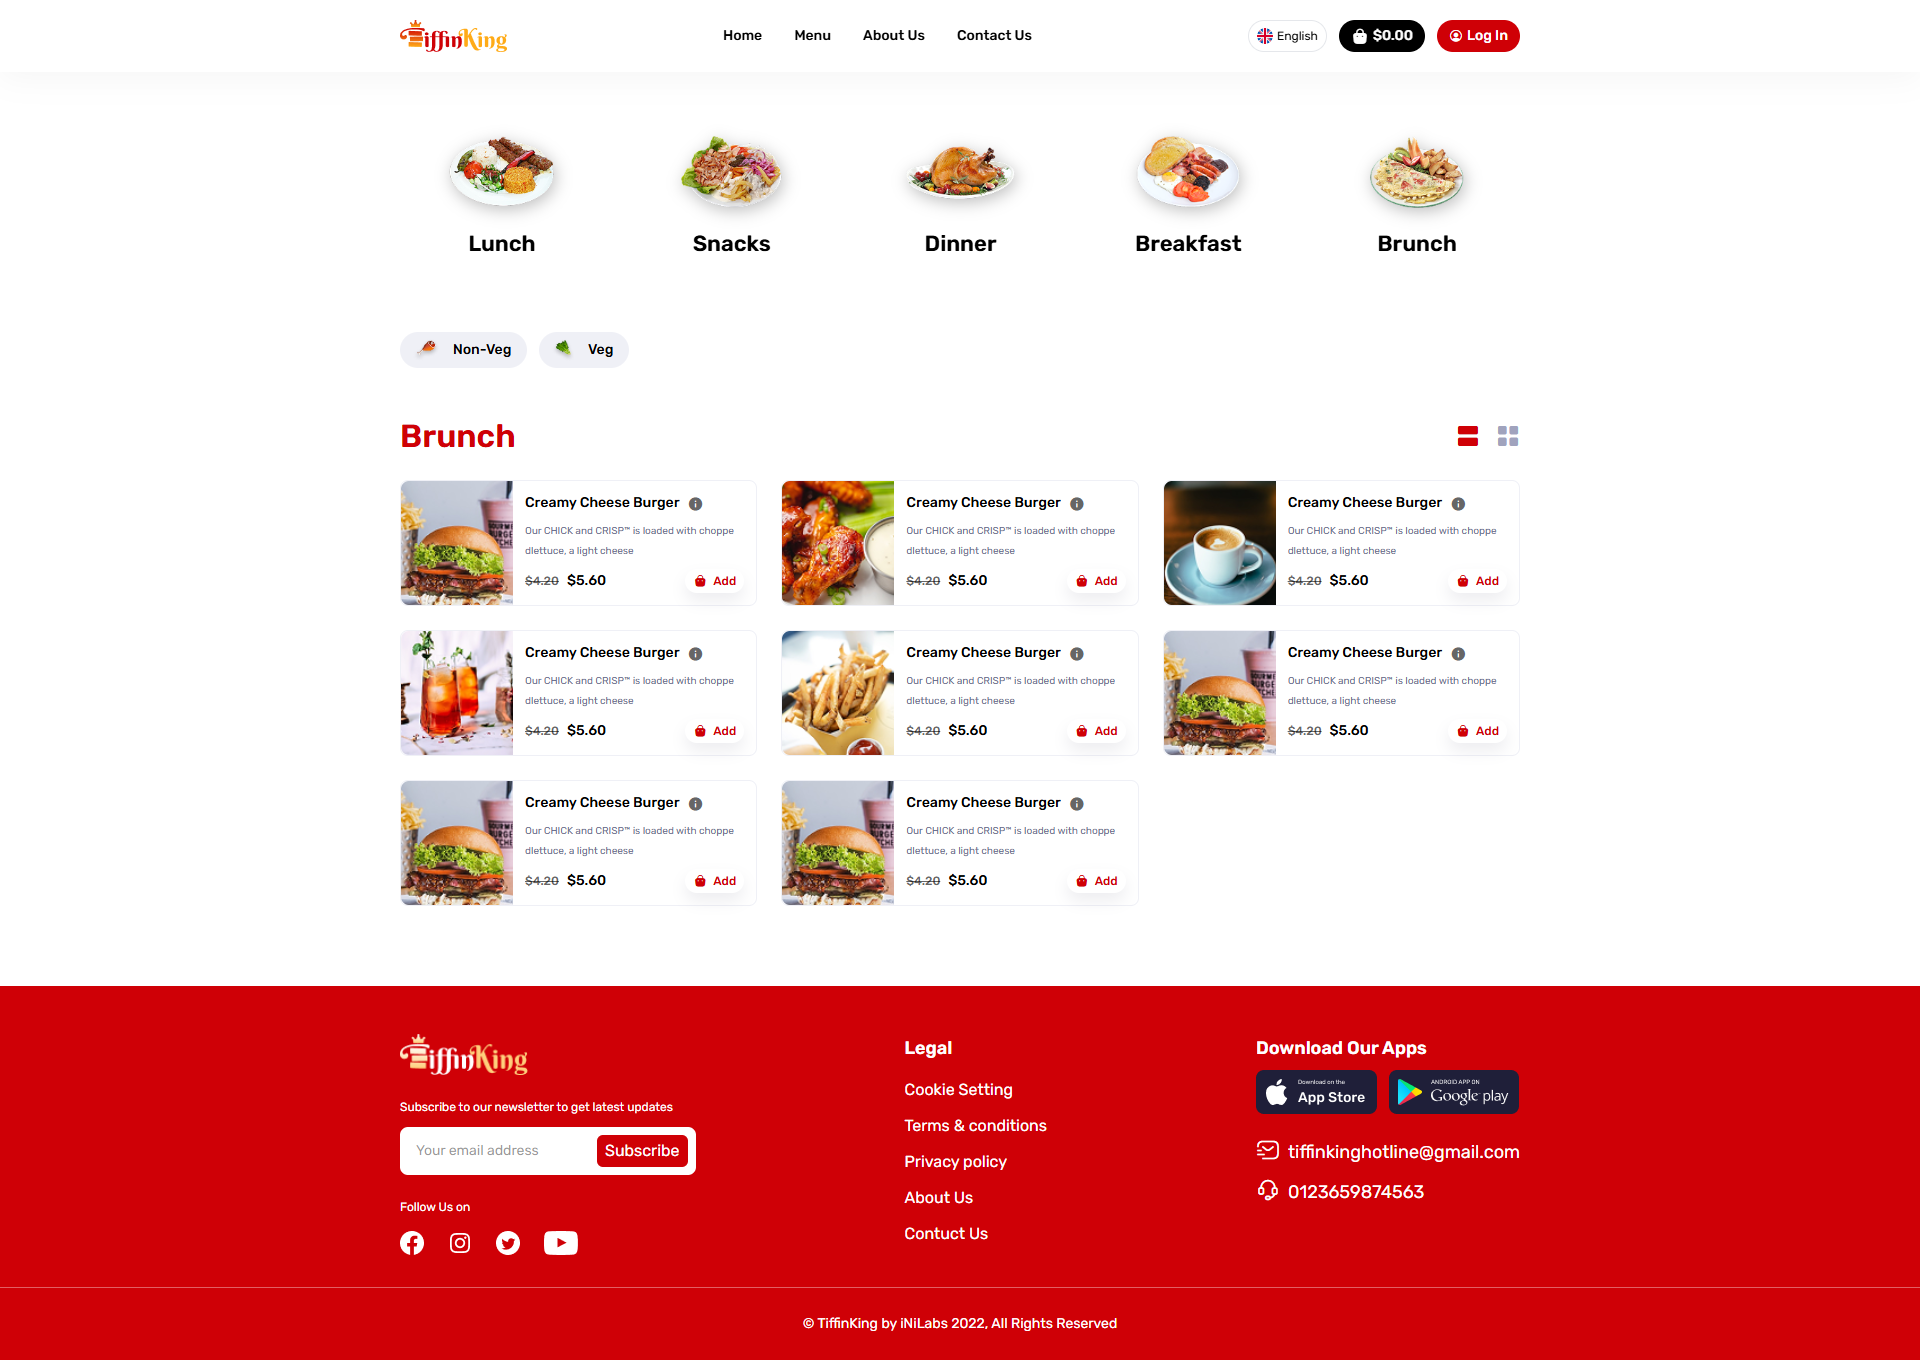 TiffinKing
Home Menu About Us Contact Us
English $0.00 Log In
Lunch Snacks Dinner Breakfast Brunch
Non-Veg Veg
Brunch
Creamy Cheese Burger
Our CHICK and CRISP™ is loaded with choppe
dlettuce, a light cheese
$4.20 $5.60 Add
Creamy Cheese Burger
Our CHICK and CRISP™ is loaded with choppe
dlettuce, a light cheese
$4.20 $5.60 Add
Creamy Cheese Burger
Our CHICK and CRISP™ is loaded with choppe
dlettuce, a light cheese
$4.20 $5.60 Add
Creamy Cheese Burger
Our CHICK and CRISP™ is loaded with choppe
dlettuce, a light cheese
$4.20 $5.60 Add
Creamy Cheese Burger
Our CHICK and CRISP™ is loaded with choppe
dlettuce, a light cheese
$4.20 $5.60 Add
Creamy Cheese Burger
Our CHICK and CRISP™ is loaded with choppe
dlettuce, a light cheese
$4.20 $5.60 Add
Creamy Cheese Burger
Our CHICK and CRISP™ is loaded with choppe
dlettuce, a light cheese
$4.20 $5.60 Add
Creamy Cheese Burger
Our CHICK and CRISP™ is loaded with choppe
dlettuce, a light cheese
$4.20 $5.60 Add
TiffinKing
Subscribe to our newsletter to get latest updates
Your email address Subscribe
Follow Us on
Legal
Cookie Setting
Terms & conditions
Privacy policy
About Us
Contuct Us
Download Our Apps
Download on the
App Store
ANDROID APP ON
Google play
tiffinkinghotline@gmail.com
0123659874563
© TiffinKing by iNiLabs 2022, All Rights Reserved